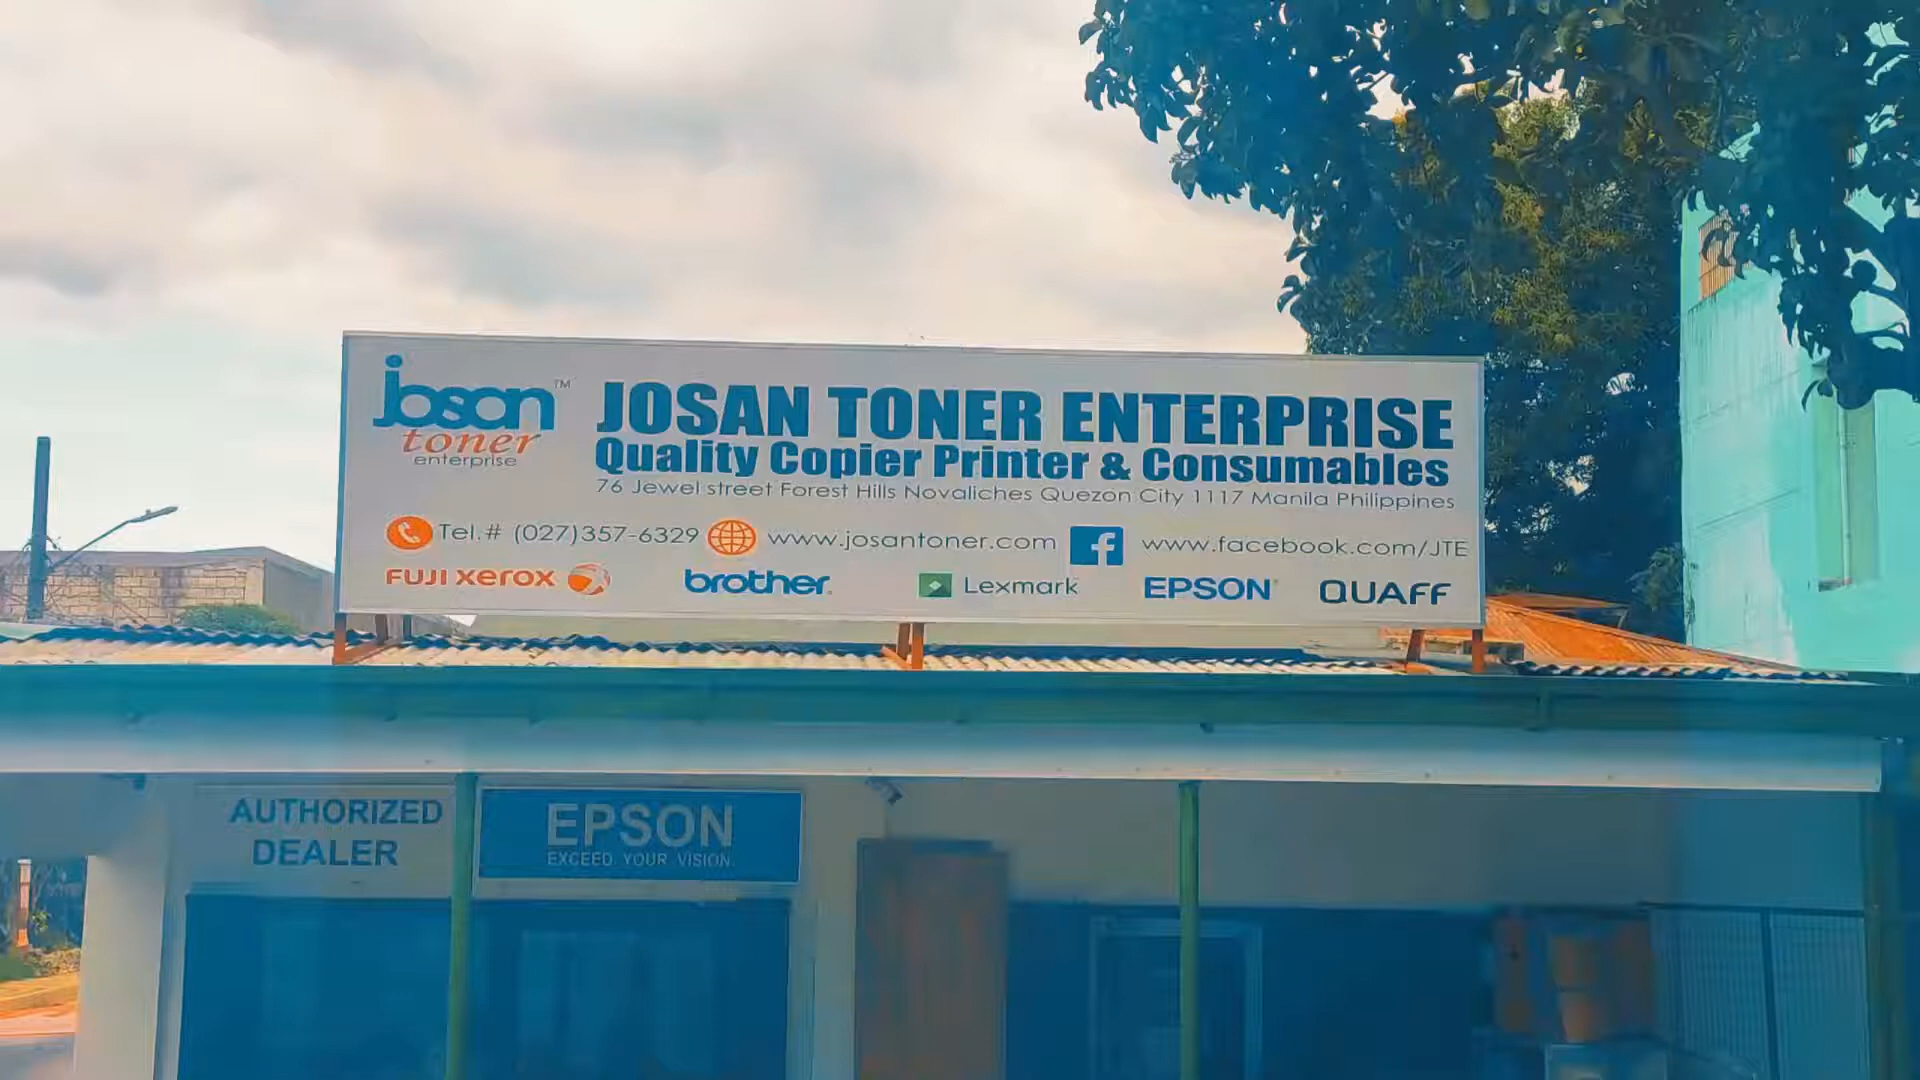 josan™
toner
enterprise
JOSAN TONER ENTERPRISE
Quality Copier Printer & Consumables
76 Jewel street Forest Hills Novaliches Quezon City 1117 Manila Philippines
Tel.# (027)357-6329 www.josantoner.com f www.facebook.com/JTE
FUJI xerox brother Lexmark EPSON QUAFF
AUTHORIZED
DEALER
EPSON
EXCEED YOUR VISION